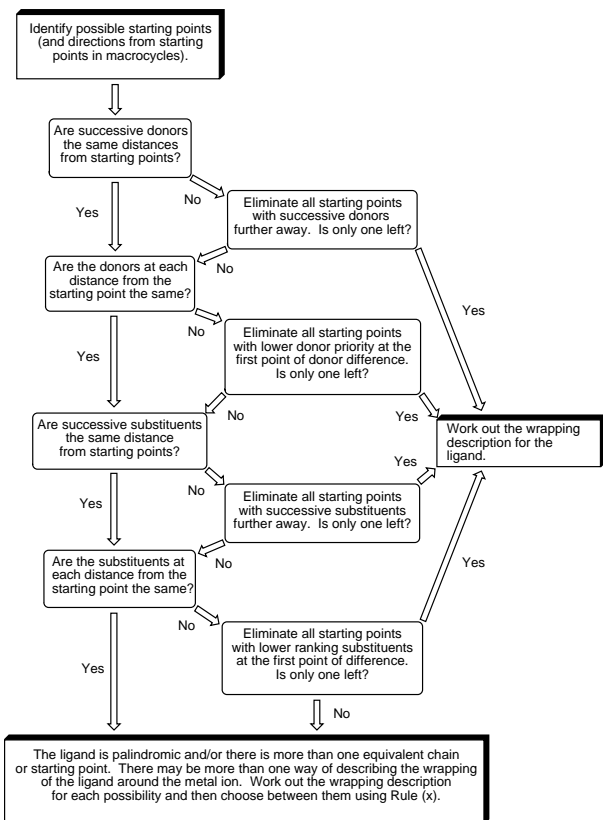 Identify possible starting points
(and directions from starting
points in macrocycles).
Are successive donors
the same distances
from starting points?
No
Yes
Eliminate all starting points
with successive donors
further away. Is only one left?
No
Are the donors at each
distance from the
starting point the same?
Yes
No
Yes
Eliminate all starting points
with lower donor priority at the
first point of donor difference.
Is only one left?
No
Yes
Are successive substituents
the same distance
from starting points?
Work out the wrapping
description for the
ligand.
Yes
No
Yes
Eliminate all starting points
with successive substituents
further away. Is only one left?
No
Yes
Are the substituents at
each distance from the
starting point the same?
No
Yes
Eliminate all starting points
with lower ranking substituents
at the first point of difference.
Is only one left?
No
The ligand is palindromic and/or there is more than one equivalent chain
or starting point. There may be more than one way of describing the wrapping
of the ligand around the metal ion. Work out the wrapping description
for each possibility and then choose between them using Rule (x).